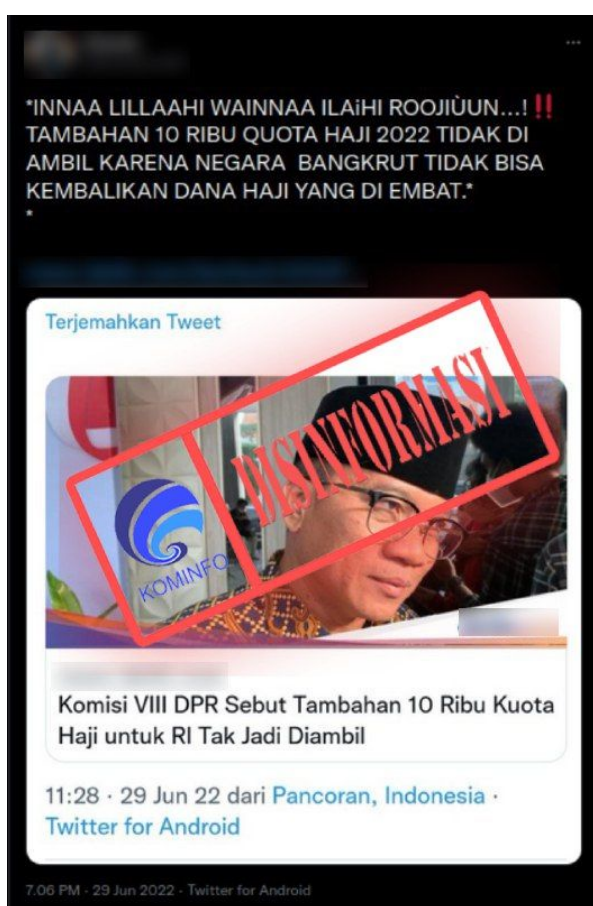 *INNAA LILLAAHI WAINNAA ILAiHI ROOJIÙUN...! ‼️
TAMBAHAN 10 RIBU QUOTA HAJI 2022 TIDAK DI
AMBIL KARENA NEGARA BANGKRUT TIDAK BISA
KEMBALIKAN DANA HAJI YANG DI EMBAT.*
*
Terjemahkan Tweet
DISINFORMASI
KOMINFO
Komisi VIII DPR Sebut Tambahan 10 Ribu Kuota
Haji untuk RI Tak Jadi Diambil
11:28 · 29 Jun 22 dari Pancoran, Indonesia ·
Twitter for Android
7.06 PM · 29 Jun 2022 · Twitter for Android